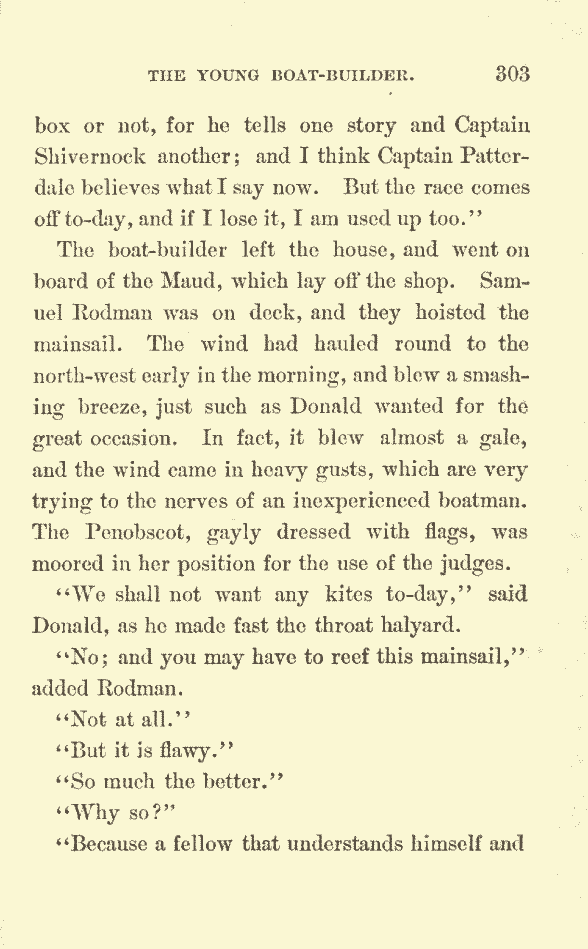 THE YOUNG BOAT-BUILDER. 303
box or not, for he tells one story and Captain
Shivernock another; and I think Captain Patter-
dale believes what I say now. But the race comes
off to-day, and if I lose it, I am used up too."
The boat-builder left the house, and went on
board of the Maud, which lay off the shop. Sam-
uel Rodman was on deck, and they hoisted the
mainsail. The wind had hauled round to the
north-west early in the morning, and blew a smash-
ing breeze, just such as Donald wanted for the
great occasion. In fact, it blew almost a gale,
and the wind came in heavy gusts, which are very
trying to the nerves of an inexperienced boatman.
The Penobscot, gayly dressed with flags, was
moored in her position for the use of the judges.
"We shall not want any kites to-day," said
Donald, as he made fast the throat halyard.
"No; and you may have to reef this mainsail,"
added Rodman.
"Not at all."
"But it is flawy."
"So much the better."
"Why so?"
"Because a fellow that understands himself and